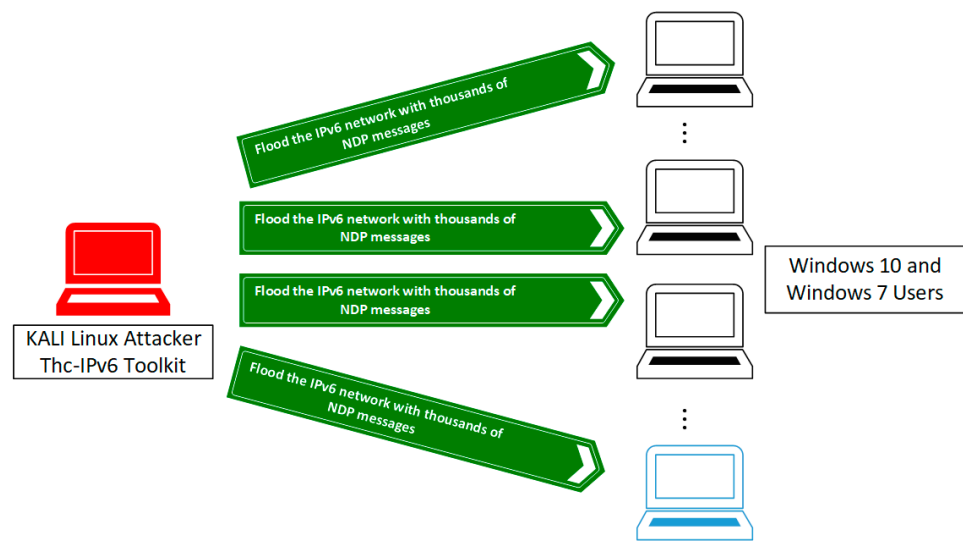 Flood the IPv6 network with thousands of
NDP messages
Flood the IPv6 network with thousands of
NDP messages
Flood the IPv6 network with thousands of
NDP messages
Flood the IPv6 network with thousands of
NDP messages
KALI Linux Attacker
Thc-IPv6 Toolkit
Windows 10 and
Windows 7 Users